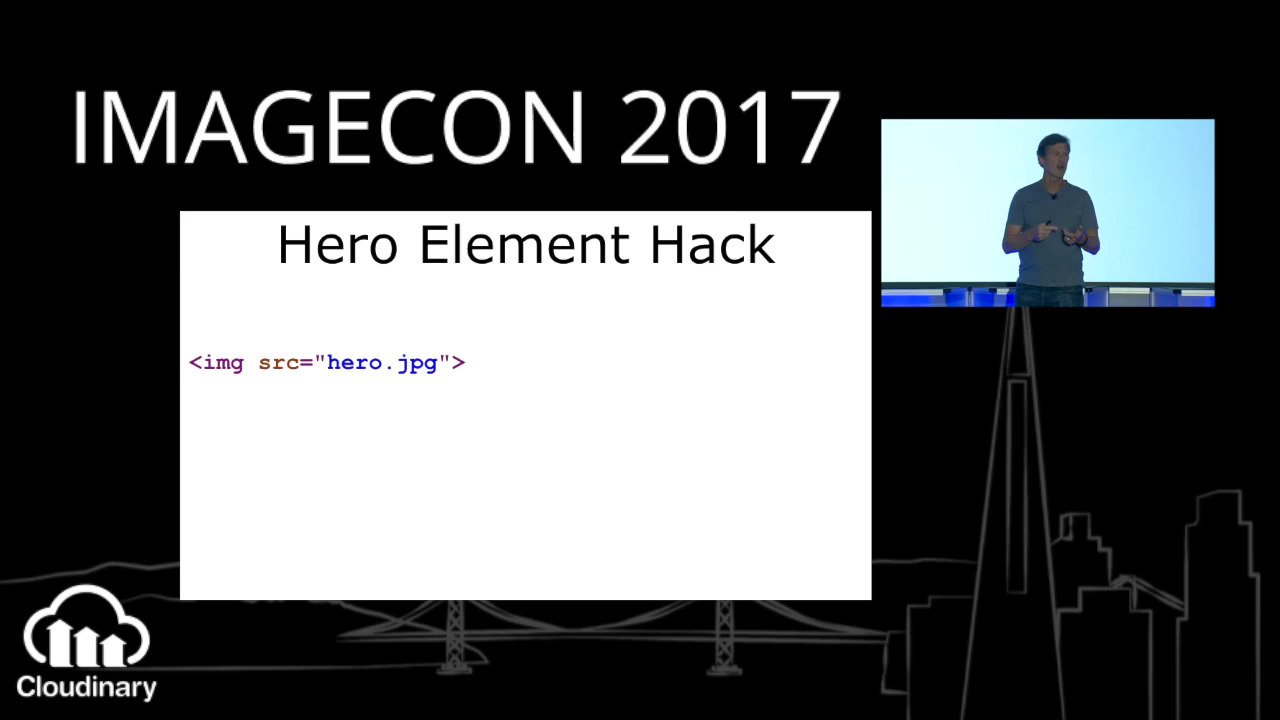 IMAGECON 2017
Hero Element Hack
<img src="hero.jpg">
Cloudinary